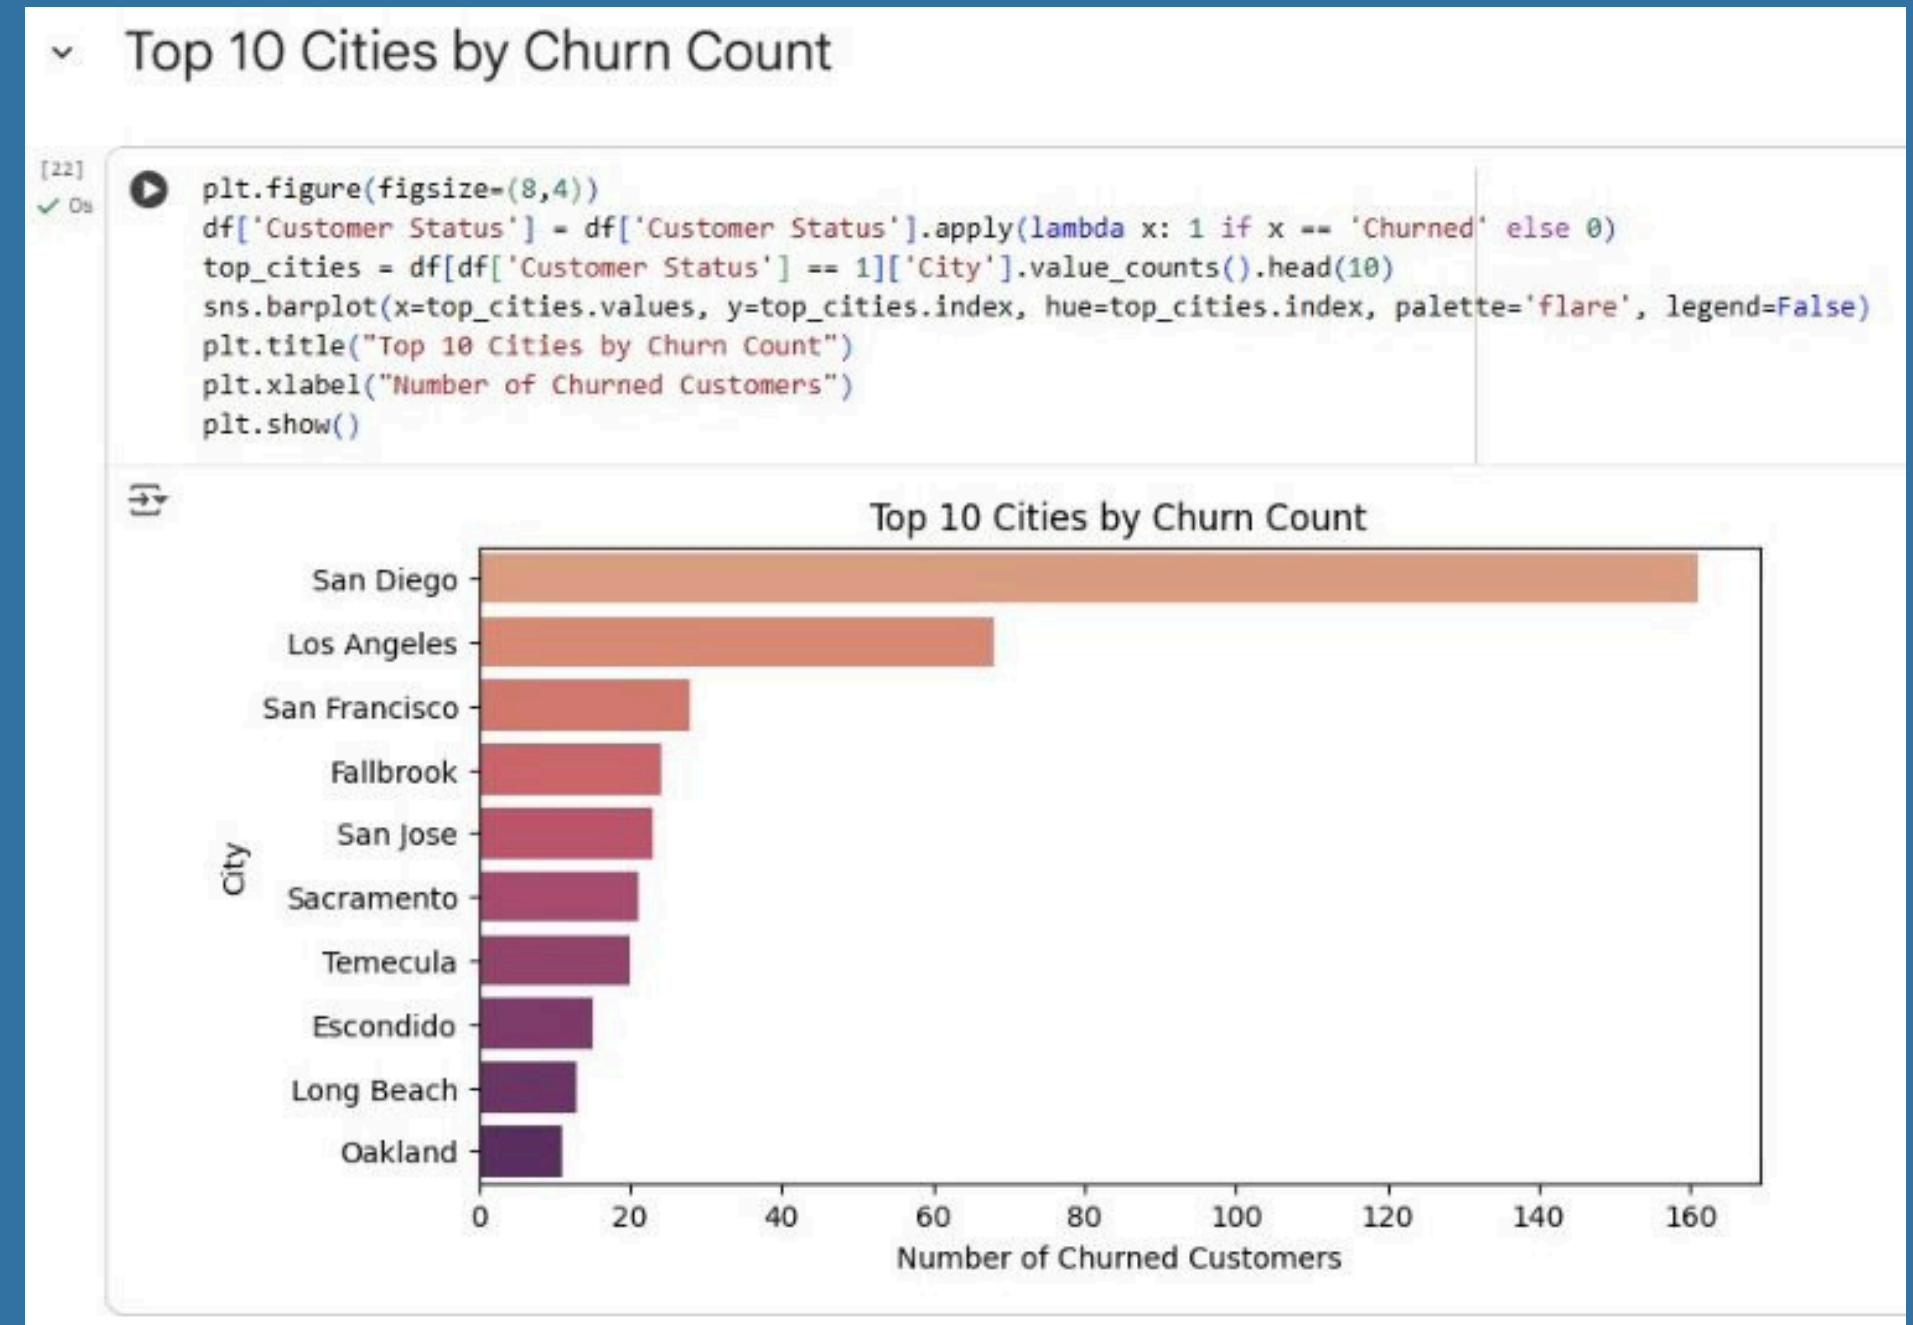 Top 10 Cities by Churn Count
[22]
0s
plt.figure(figsize=(8,4))
df['Customer Status'] = df['Customer Status'].apply(lambda x: 1 if x == 'Churned' else 0)
top_cities = df[df['Customer Status'] == 1]['City'].value_counts().head(10)
sns.barplot(x=top_cities.values, y=top_cities.index, hue=top_cities.index, palette='flare', legend=False)
plt.title("Top 10 Cities by Churn Count")
plt.xlabel("Number of Churned Customers")
plt.show()
Top 10 Cities by Churn Count
San Diego
Los Angeles
San Francisco
Fallbrook
San Jose
City
Sacramento
Temecula
Escondido
Long Beach
Oakland
0 20 40 60 80 100 120 140 160
Number of Churned Customers